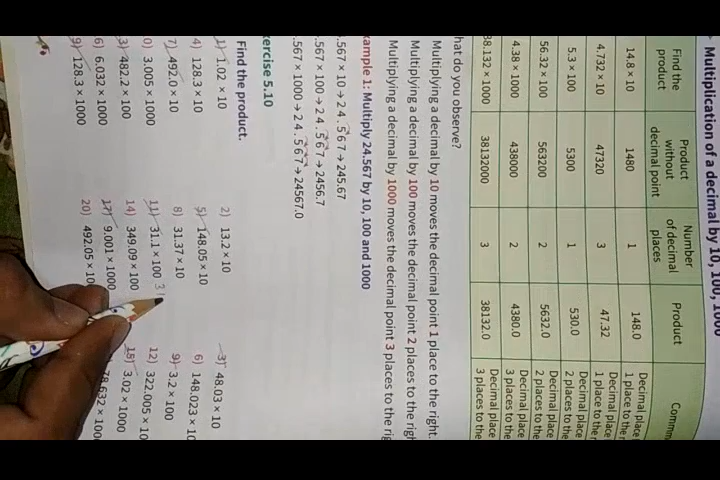 Multiplication of a decimal by 10, 100, 1000
Find the product
Product without decimal point
Number of decimal places
Product
14.8 × 10 1480 1 148.0 Decimal place 1 place to the
4.732 × 10 47320 3 47.32 Decimal place 1 place to the
5.3 × 100 5300 1 530.0 Decimal place 2 places to the
56.32 × 100 563200 2 5632.0 Decimal place 2 places to the
4.38 × 1000 438000 2 4380.0 Decimal place 3 places to the
38.132 × 1000 38132000 3 38132.0 Decimal place 3 places to the
hat do you observe?
Multiplying a decimal by 10 moves the decimal point 1 place to the right.
Multiplying a decimal by 100 moves the decimal point 2 places to the righ
Multiplying a decimal by 1000 moves the decimal point 3 places to the rig
ample 1: Multiply 24.567 by 10, 100 and 1000
.567 × 10 → 24.567 → 245.67
.567 × 100 → 24.567 → 2456.7
.567 × 1000 → 24.567 → 24567.0
ercise 5.10
Find the product.
1) 1.02 × 10 2) 13.2 × 10 3) 48.03 × 10
4) 128.3 × 10 5) 148.05 × 10 6) 148.023 × 10
7) 492.0 × 10 8) 31.37 × 10 9) 3.2 × 100
0) 3.005 × 1000 11) 31.1 × 100 3 12) 322.005 × 10
3) 482.2 × 100 14) 349.09 × 100 15) 3.02 × 1000
6) 6.032 × 1000 17) 9.001 × 1000 78.632 × 100
9) 128.3 × 1000 20) 492.05 × 10